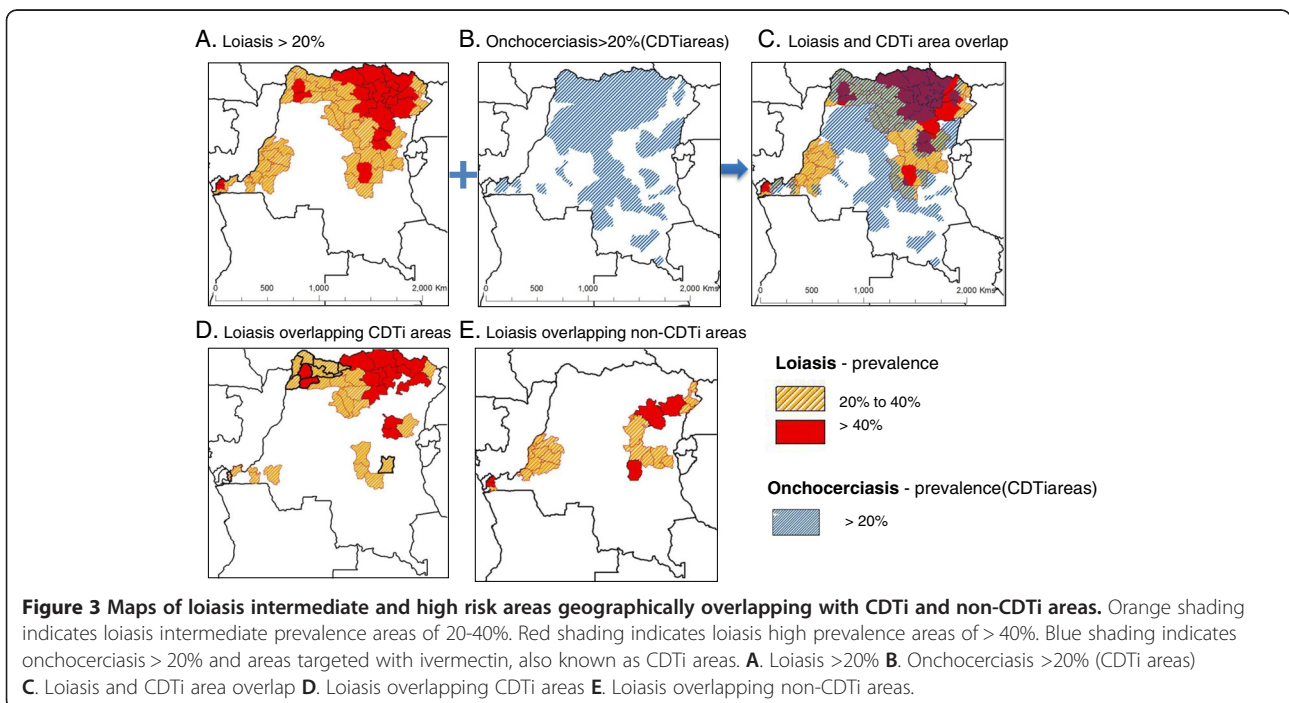 A. Loiasis > 20%
B. Onchocerciasis>20%(CDTiareas)
C. Loiasis and CDTi area overlap
0 500 1,000 2,000 Kms
0 500 1,000 2,000 Kms
0 500 1,000 2,000 Kms
D. Loiasis overlapping CDTi areas
E. Loiasis overlapping non-CDTi areas
Loiasis - prevalence
20% to 40%
> 40%
Onchocerciasis - prevalence(CDTiareas)
> 20%
Figure 3 Maps of loiasis intermediate and high risk areas geographically overlapping with CDTi and non-CDTi areas. Orange shading
indicates loiasis intermediate prevalence areas of 20-40%. Red shading indicates loiasis high prevalence areas of > 40%. Blue shading indicates
onchocerciasis > 20% and areas targeted with ivermectin, also known as CDTi areas. A. Loiasis >20% B. Onchocerciasis >20% (CDTi areas)
C. Loiasis and CDTi area overlap D. Loiasis overlapping CDTi areas E. Loiasis overlapping non-CDTi areas.